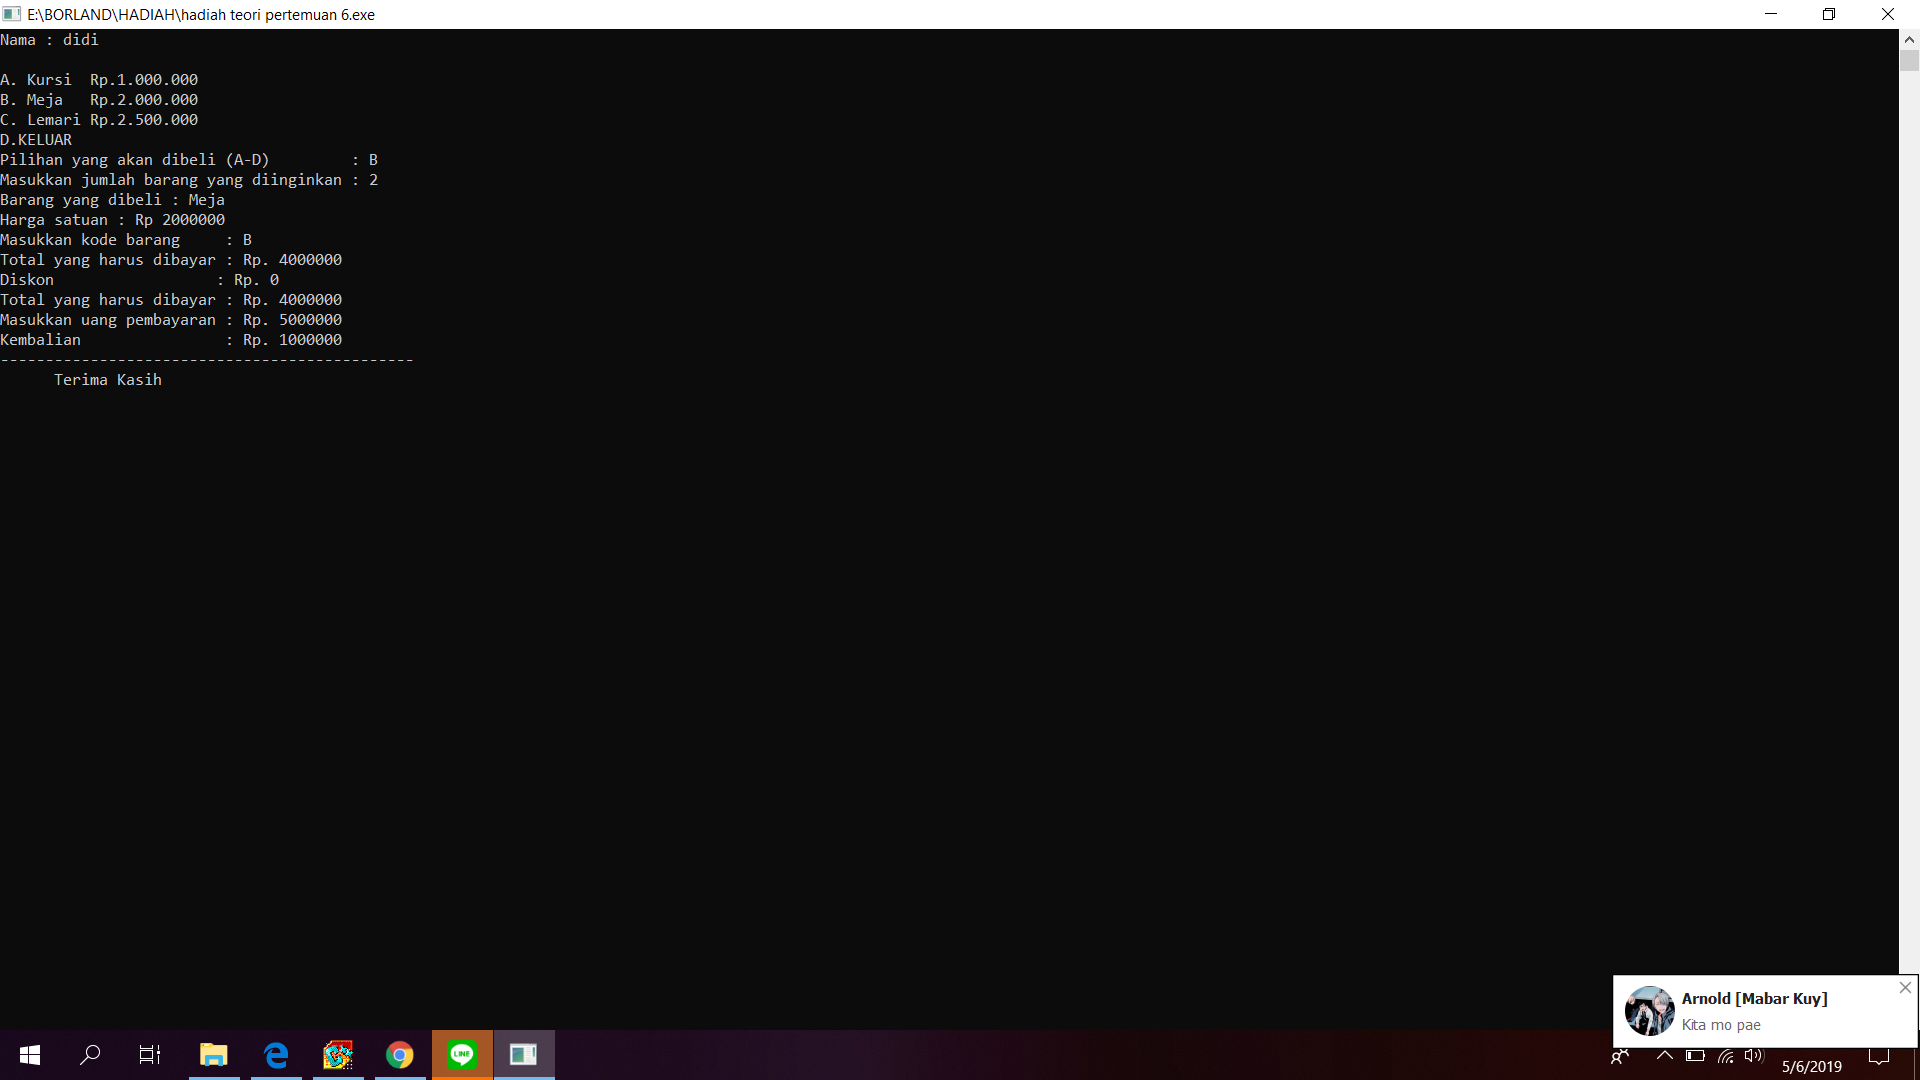 E:\BORLAND\HADIAH\hadiah teori pertemuan 6.exe
Nama : didi
A. Kursi  Rp.1.000.000
B. Meja   Rp.2.000.000
C. Lemari Rp.2.500.000
D.KELUAR
Pilihan yang akan dibeli (A-D)         : B
Masukkan jumlah barang yang diinginkan : 2
Barang yang dibeli : Meja
Harga satuan : Rp 2000000
Masukkan kode barang     : B
Total yang harus dibayar : Rp. 4000000
Diskon                  : Rp. 0
Total yang harus dibayar : Rp. 4000000
Masukkan uang pembayaran : Rp. 5000000
Kembalian                : Rp. 1000000
----------------------------------------------
      Terima Kasih
Arnold [Mabar Kuy]
Kita mo pae
LINE
5/6/2019